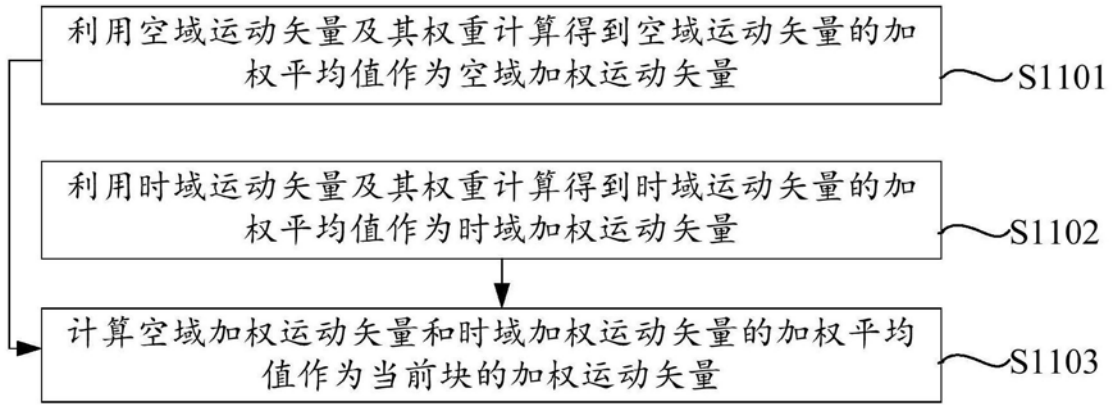 利用空域运动矢量及其权重计算得到空域运动矢量的加
权平均值作为空域加权运动矢量
S1101
利用时域运动矢量及其权重计算得到时域运动矢量的加
权平均值作为时域加权运动矢量
S1102
计算空域加权运动矢量和时域加权运动矢量的加权平均
值作为当前块的加权运动矢量
S1103